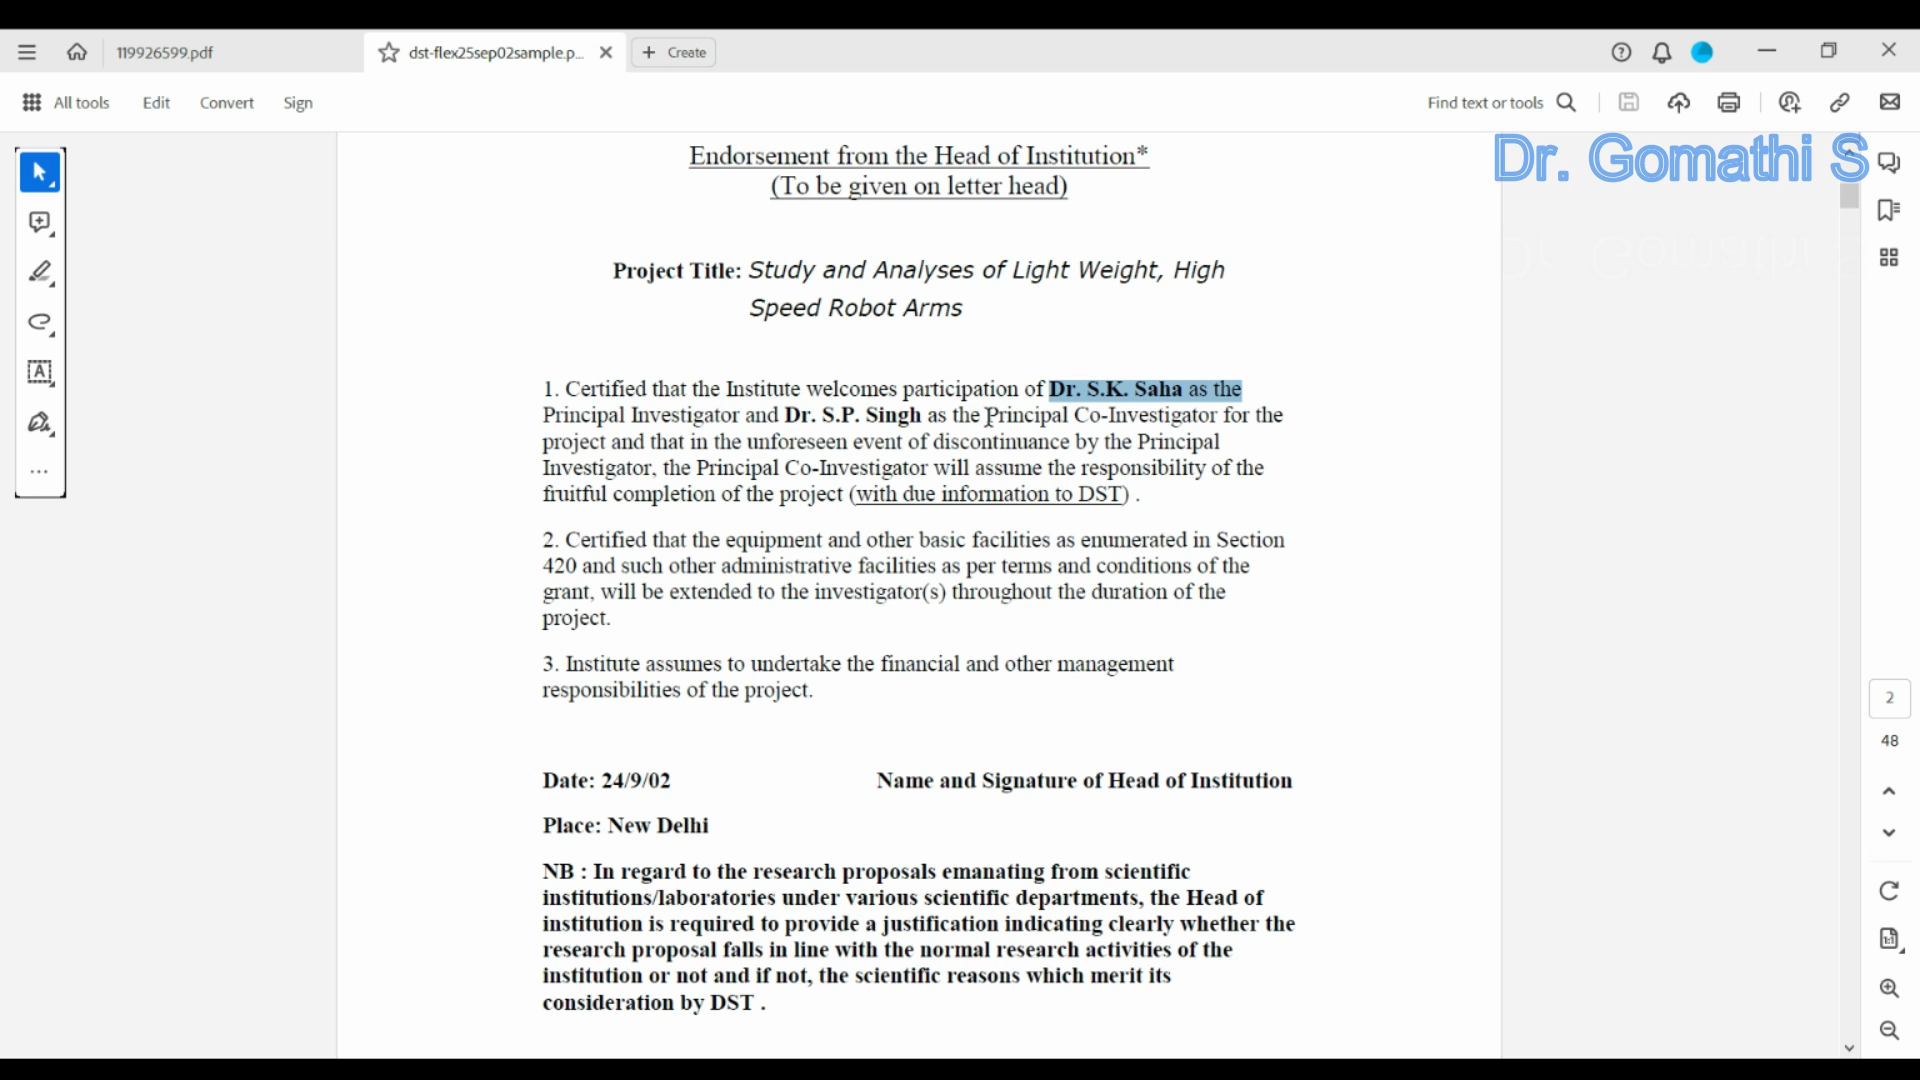 119926599.pdf
dst-flex25sep02sample.p...
Create
All tools
Edit
Convert
Sign
Find text or tools
Dr. Gomathi S
Endorsement from the Head of Institution*
(To be given on letter head)
Project Title: Study and Analyses of Light Weight, High
Speed Robot Arms
1. Certified that the Institute welcomes participation of Dr. S.K. Saha as the
Principal Investigator and Dr. S.P. Singh as the Principal Co-Investigator for the
project and that in the unforeseen event of discontinuance by the Principal
Investigator, the Principal Co-Investigator will assume the responsibility of the
fruitful completion of the project (with due information to DST) .
2. Certified that the equipment and other basic facilities as enumerated in Section
420 and such other administrative facilities as per terms and conditions of the
grant, will be extended to the investigator(s) throughout the duration of the
project.
3. Institute assumes to undertake the financial and other management
responsibilities of the project.
Date: 24/9/02 Name and Signature of Head of Institution
Place: New Delhi
NB : In regard to the research proposals emanating from scientific
institutions/laboratories under various scientific departments, the Head of
institution is required to provide a justification indicating clearly whether the
research proposal falls in line with the normal research activities of the
institution or not and if not, the scientific reasons which merit its
consideration by DST .
2
48